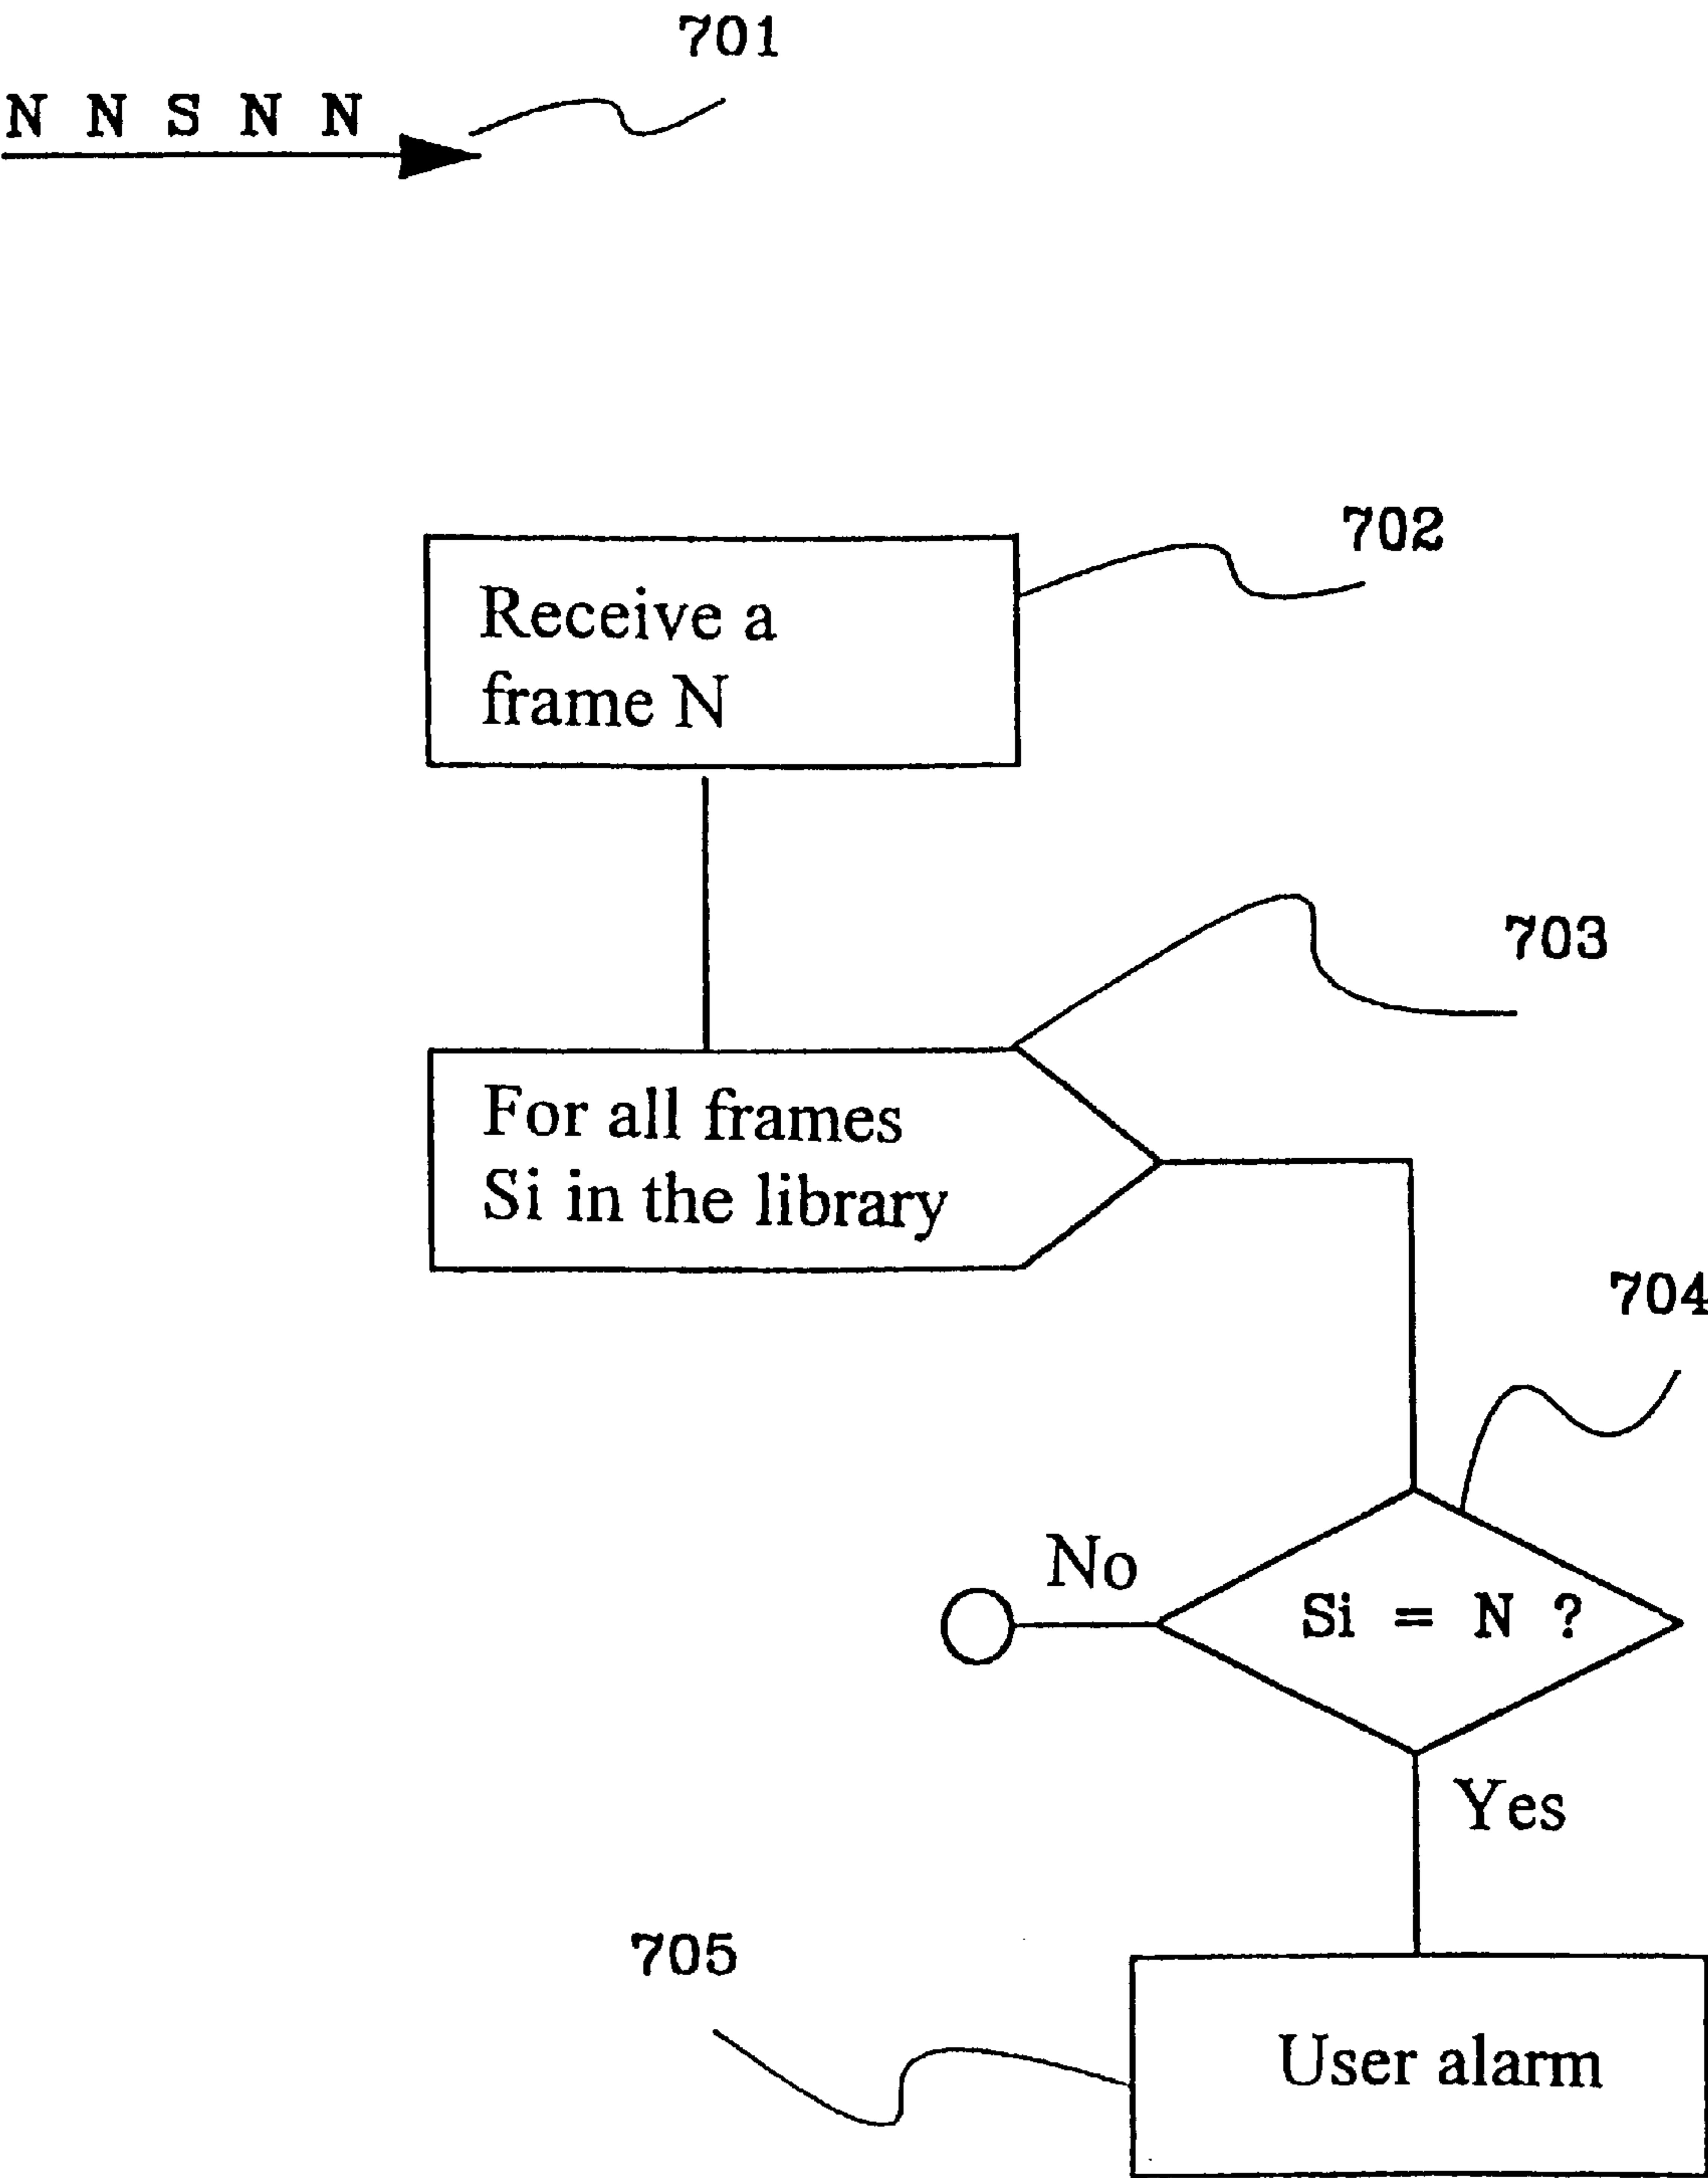 701
N N S N N
702
Receive a
frame N
703
For all frames
Si in the library
704
No
Si = N ?
Yes
705
User alarm